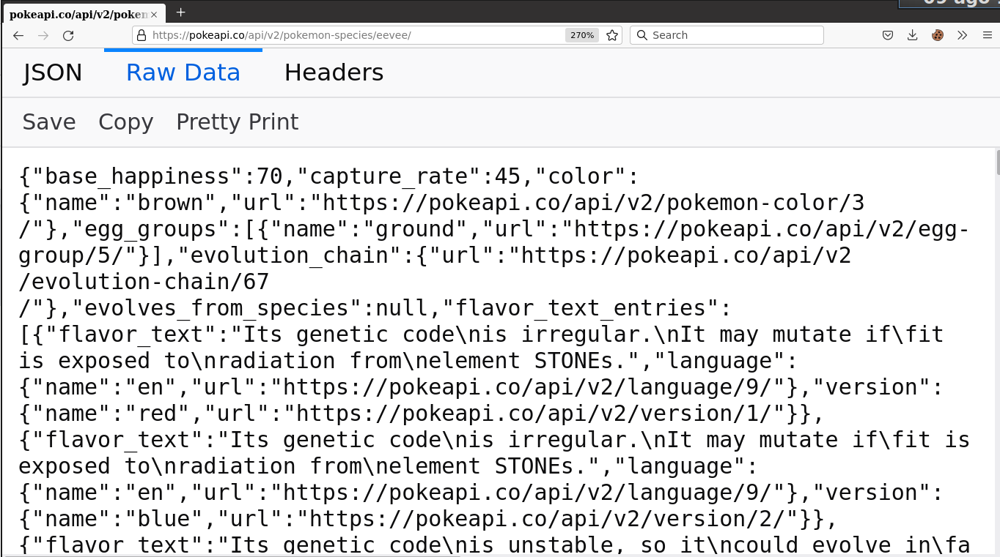 pokeapi.co/api/v2/poken
09 ago
https://pokeapi.co/api/v2/pokemon-species/eevee/
270%
Search
JSON Raw Data Headers
Save Copy Pretty Print
{"base_happiness":70,"capture_rate":45,"color":
{"name":"brown","url":"https://pokeapi.co/api/v2/pokemon-color/3
/"},"egg_groups":[{"name":"ground","url":"https://pokeapi.co/api/v2/egg-
group/5/"}],"evolution_chain":{"url":"https://pokeapi.co/api/v2
/evolution-chain/67
/"},"evolves_from_species":null,"flavor_text_entries":
[{"flavor_text":"Its genetic code\nis irregular.\nIt may mutate if\fit
is exposed to\nradiation from\nelement STONEs.","language":
{"name":"en","url":"https://pokeapi.co/api/v2/language/9/"},"version":
{"name":"red","url":"https://pokeapi.co/api/v2/version/1/"}},
{"flavor_text":"Its genetic code\nis irregular.\nIt may mutate if\fit is
exposed to\nradiation from\nelement STONEs.","language":
{"name":"en","url":"https://pokeapi.co/api/v2/language/9/"},"version":
{"name":"blue","url":"https://pokeapi.co/api/v2/version/2/"}},
{"flavor_text":"Its genetic code\nis unstable, so it\ncould evolve in\fa